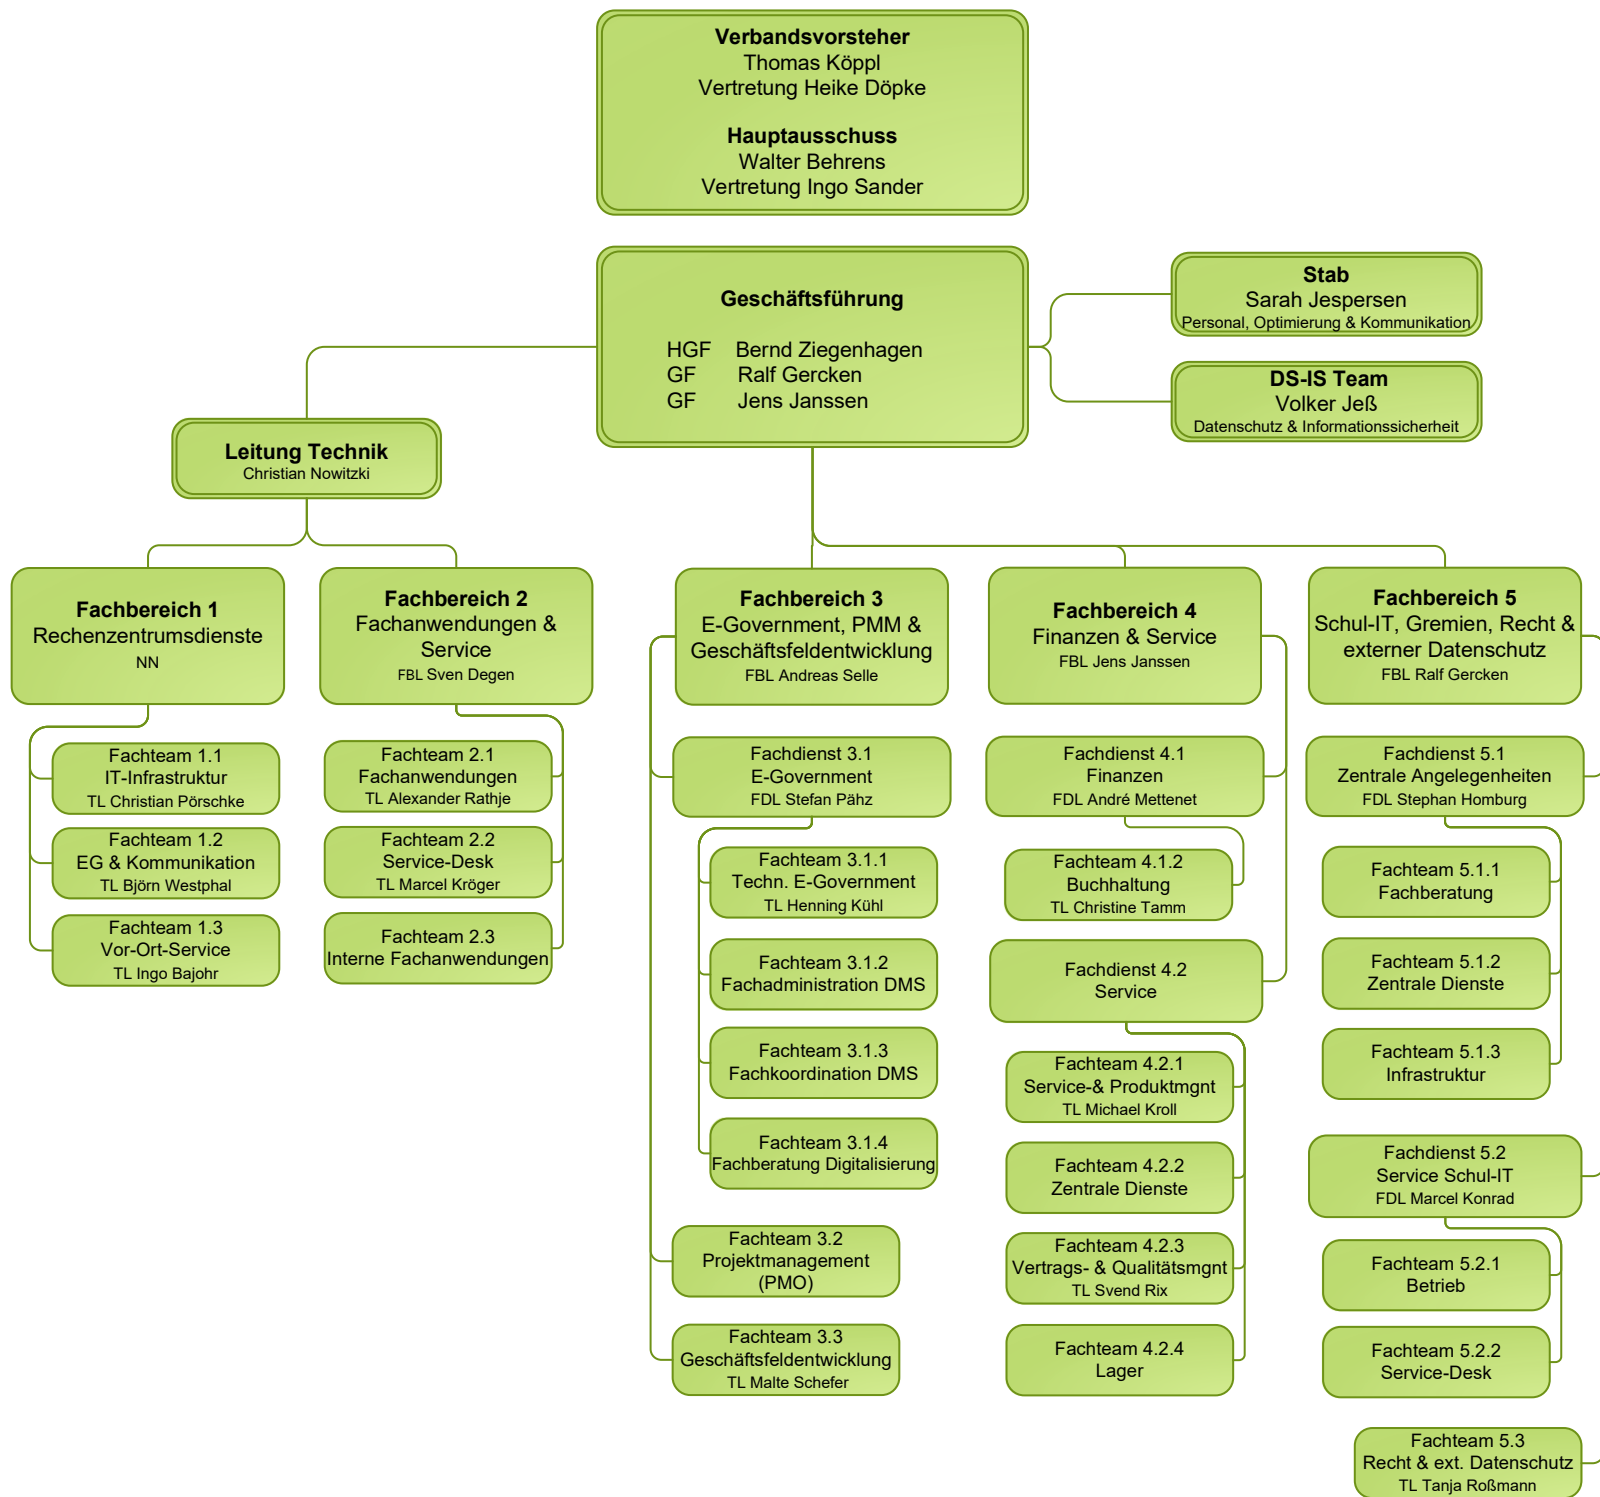 Verbandsvorsteher
Thomas Köppl
Vertretung Heike Döpke
Hauptausschuss
Walter Behrens
Vertretung Ingo Sander
Geschäftsführung
HGF Bernd Ziegenhagen
GF Ralf Gercken
GF Jens Janssen
Stab
Sarah Jespersen
Personal, Optimierung & Kommunikation
DS-IS Team
Volker Jeß
Datenschutz & Informationssicherheit
Leitung Technik
Christian Nowitzki
Fachbereich 1
Rechenzentrumsdienste
NN
Fachteam 1.1
IT-Infrastruktur
TL Christian Pörschke
Fachteam 1.2
EG & Kommunikation
TL Björn Westphal
Fachteam 1.3
Vor-Ort-Service
TL Ingo Bajohr
Fachbereich 2
Fachanwendungen &
Service
FBL Sven Degen
Fachteam 2.1
Fachanwendungen
TL Alexander Rathje
Fachteam 2.2
Service-Desk
TL Marcel Kröger
Fachteam 2.3
Interne Fachanwendungen
Fachbereich 3
E-Government, PMM &
Geschäftsfeldentwicklung
FBL Andreas Selle
Fachdienst 3.1
E-Government
FDL Stefan Pähz
Fachteam 3.1.1
Techn. E-Government
TL Henning Kühl
Fachteam 3.1.2
Fachadministration DMS
Fachteam 3.1.3
Fachkoordination DMS
Fachteam 3.1.4
Fachberatung Digitalisierung
Fachteam 3.2
Projektmanagement
(PMO)
Fachteam 3.3
Geschäftsfeldentwicklung
TL Malte Schefer
Fachbereich 4
Finanzen & Service
FBL Jens Janssen
Fachdienst 4.1
Finanzen
FDL André Mettenet
Fachteam 4.1.2
Buchhaltung
TL Christine Tamm
Fachdienst 4.2
Service
Fachteam 4.2.1
Service-& Produktmgnt
TL Michael Kroll
Fachteam 4.2.2
Zentrale Dienste
Fachteam 4.2.3
Vertrags- & Qualitätsmgnt
TL Svend Rix
Fachteam 4.2.4
Lager
Fachbereich 5
Schul-IT, Gremien, Recht &
externer Datenschutz
FBL Ralf Gercken
Fachdienst 5.1
Zentrale Angelegenheiten
FDL Stephan Homburg
Fachteam 5.1.1
Fachberatung
Fachteam 5.1.2
Zentrale Dienste
Fachteam 5.1.3
Infrastruktur
Fachdienst 5.2
Service Schul-IT
FDL Marcel Konrad
Fachteam 5.2.1
Betrieb
Fachteam 5.2.2
Service-Desk
Fachteam 5.3
Recht & ext. Datenschutz
TL Tanja Roßmann